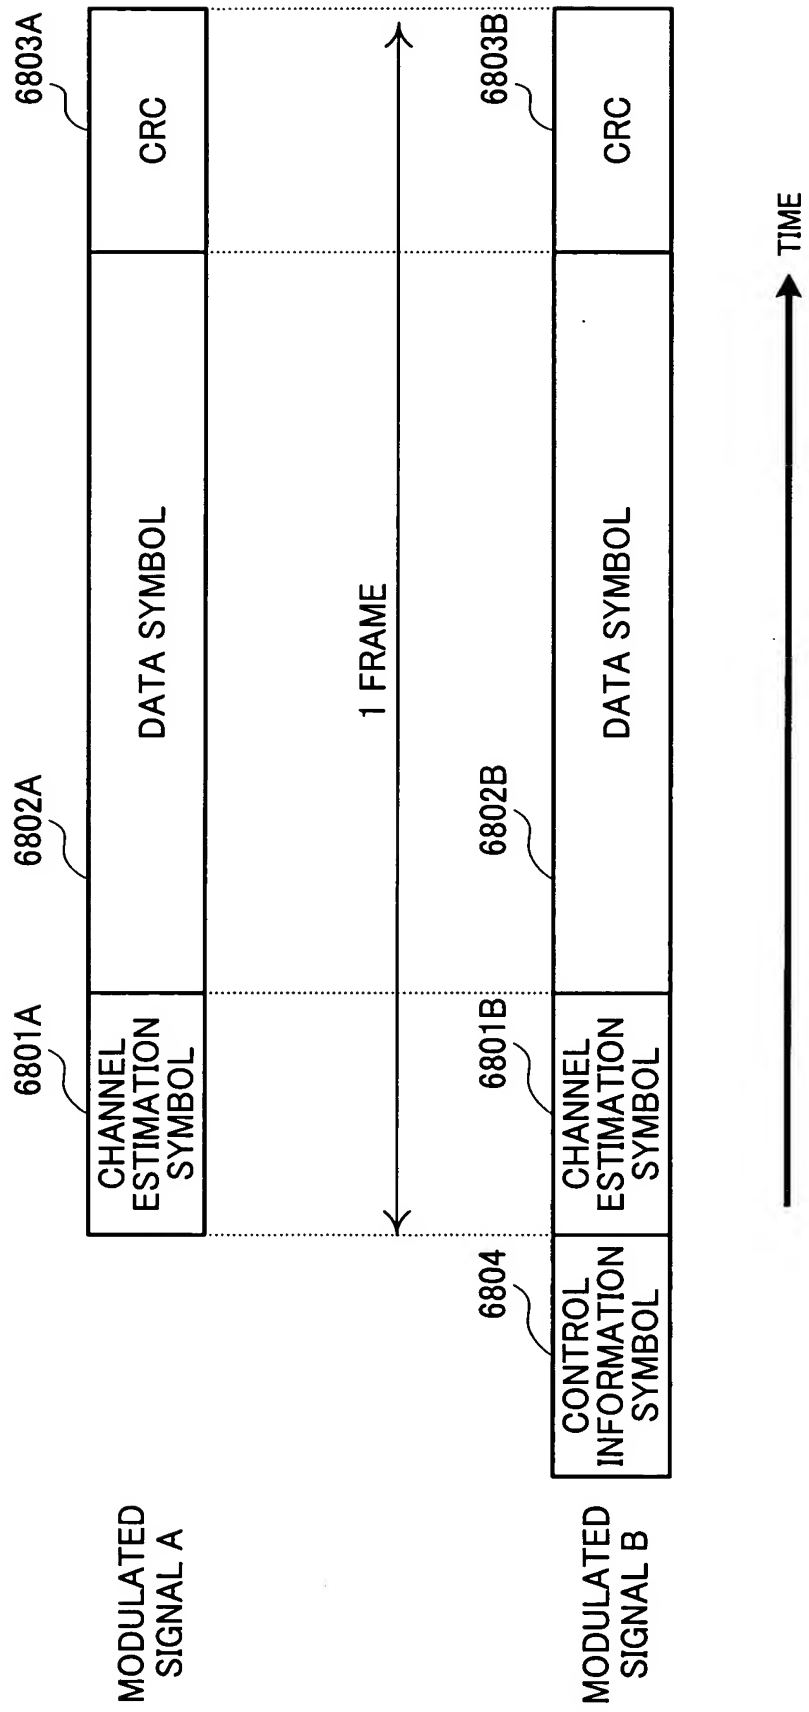 6801A
6802A
6803A
MODULATED
SIGNAL A
CHANNEL
ESTIMATION
SYMBOL
DATA SYMBOL
CRC
1 FRAME
6804
6801B
6802B
6803B
MODULATED
SIGNAL B
CONTROL
INFORMATION
SYMBOL
CHANNEL
ESTIMATION
SYMBOL
DATA SYMBOL
CRC
TIME